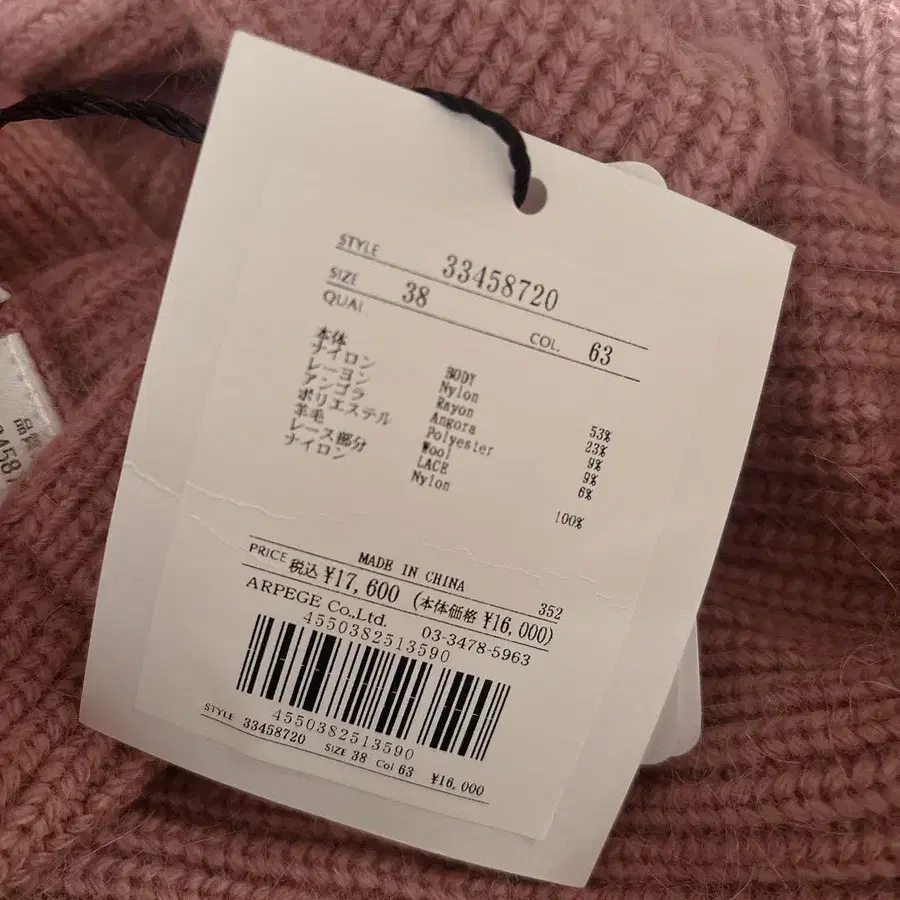 STYLE 33458720
SIZE 38 COL. 63
QUAL
本体 BODY
ナイロン Nylon 53%
レーヨン Rayon 23%
アンゴラ Angora 9%
ポリエステル Polyester 9%
羊毛 Wool 6%
レース部分 LACE
ナイロン Nylon 100%
MADE IN CHINA 352
PRICE 税込 ¥17,600 (本体価格 ¥16,000)
ARPEGE Co.,Ltd. 03-3478-5963
4550382513590
4550382513590
STYLE 33458720 SIZE 38 Col 63 ¥16,000
品質